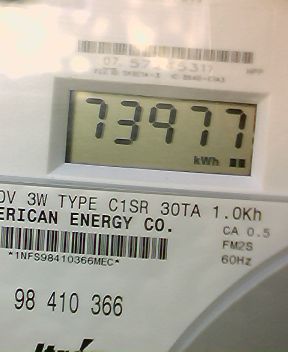 73977
kWh
0V 3W TYPE C1SR 30TA 1.0Kh
ERICAN ENERGY CO.
CA 0.5
FM2S
*1NFS98410366MEC*
60Hz
98 410 366